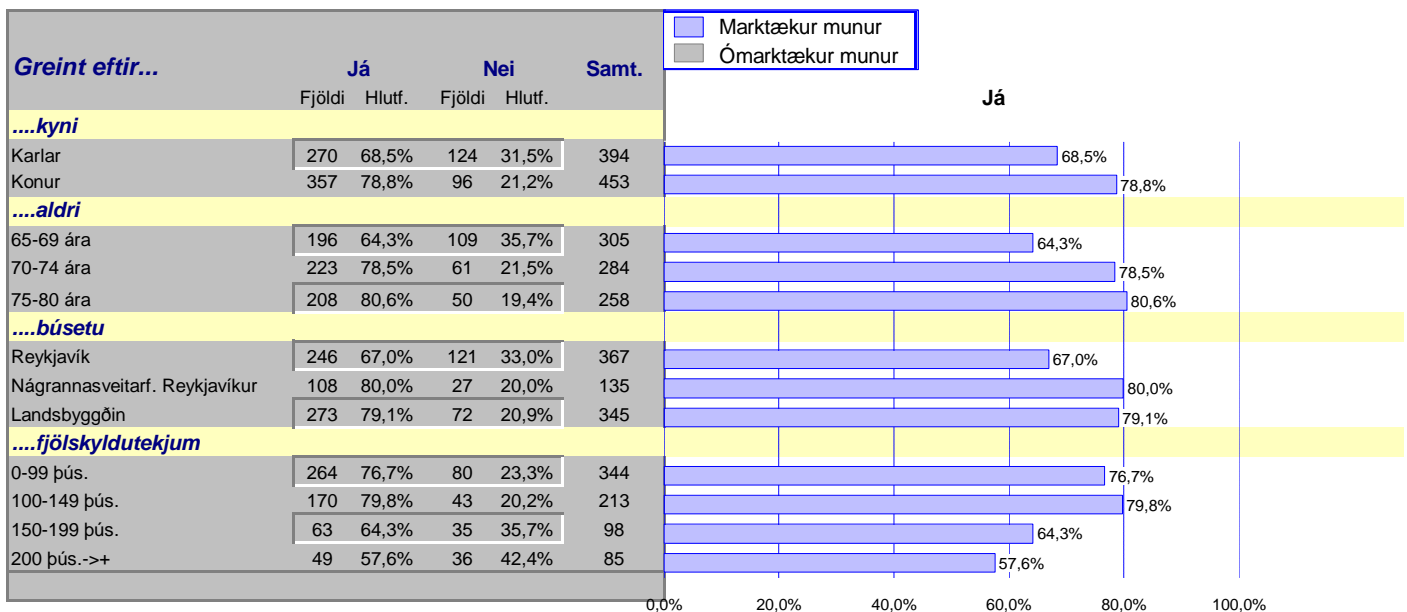 Marktækur munur
Ómarktækur munur
Greint eftir... Já Nei Samt.
Fjöldi Hlutf. Fjöldi Hlutf.
Já
....kyni
Karlar 270 68,5% 124 31,5% 394 68,5%
Konur 357 78,8% 96 21,2% 453 78,8%
....aldri
65-69 ára 196 64,3% 109 35,7% 305 64,3%
70-74 ára 223 78,5% 61 21,5% 284 78,5%
75-80 ára 208 80,6% 50 19,4% 258 80,6%
....búsetu
Reykjavík 246 67,0% 121 33,0% 367 67,0%
Nágrannasveitarf. Reykjavíkur 108 80,0% 27 20,0% 135 80,0%
Landsbyggðin 273 79,1% 72 20,9% 345 79,1%
....fjölskyldutekjum
0-99 þús. 264 76,7% 80 23,3% 344 76,7%
100-149 þús. 170 79,8% 43 20,2% 213 79,8%
150-199 þús. 63 64,3% 35 35,7% 98 64,3%
200 þús.->+ 49 57,6% 36 42,4% 85 57,6%
0,0% 20,0% 40,0% 60,0% 80,0% 100,0%